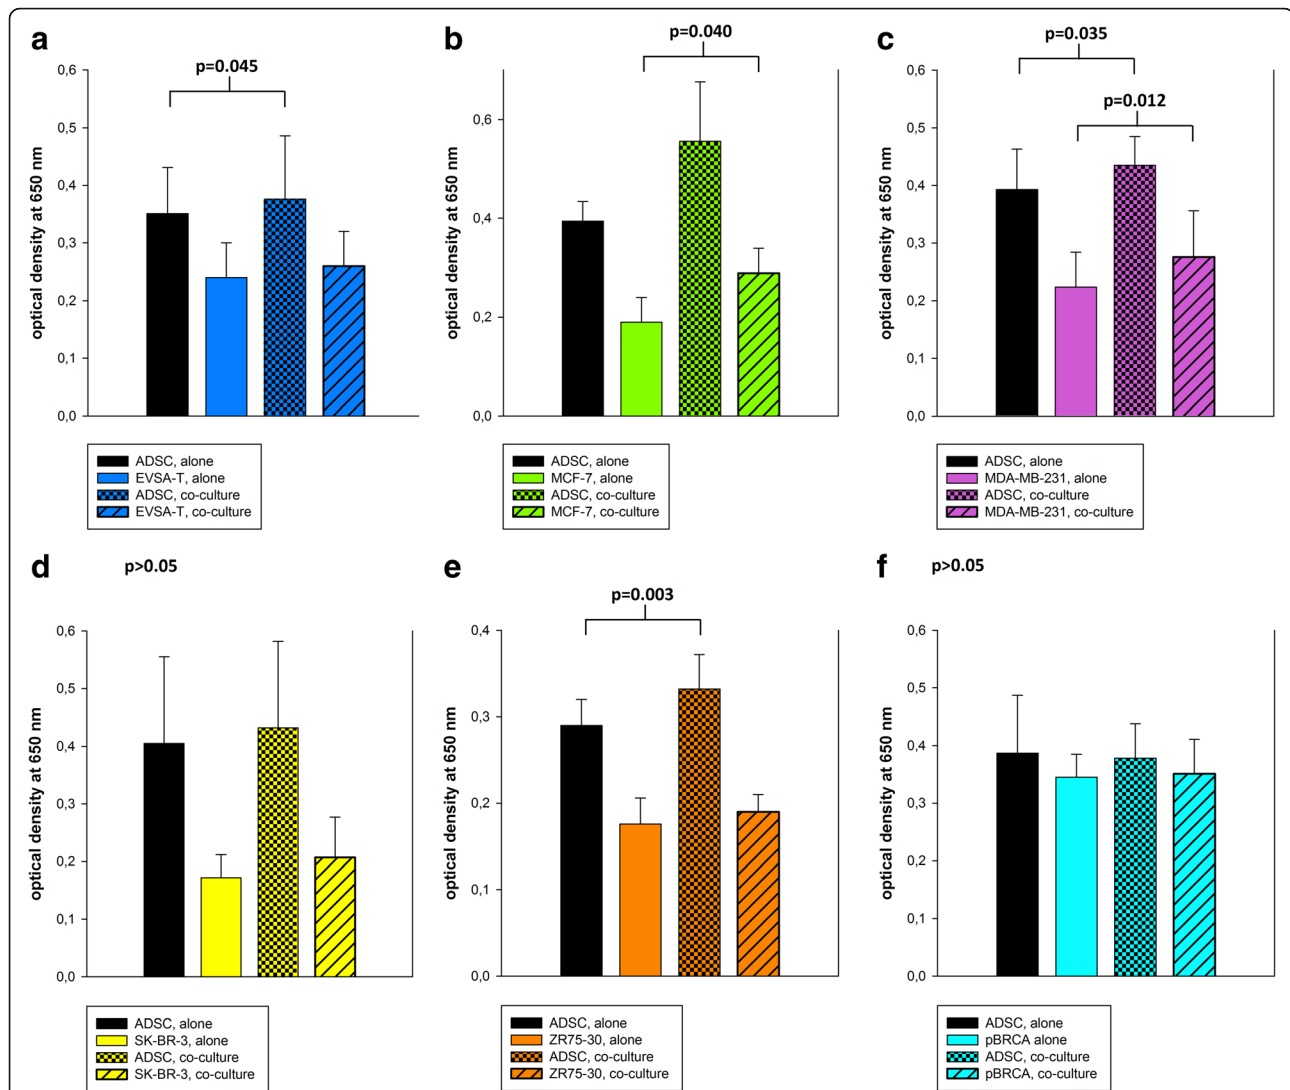 a
p=0.045
optical density at 650 nm
0,6
0,5
0,4
0,3
0,2
0,1
0,0
ADSC, alone
EVSA-T, alone
ADSC, co-culture
EVSA-T, co-culture
b
p=0.040
optical density at 650 nm
0,6
0,4
0,2
0,0
ADSC, alone
MCF-7, alone
ADSC, co-culture
MCF-7, co-culture
c
p=0.035
p=0.012
optical density at 650 nm
0,6
0,5
0,4
0,3
0,2
0,1
0,0
ADSC, alone
MDA-MB-231, alone
ADSC, co-culture
MDA-MB-231, co-culture
d
p>0.05
optical density at 650 nm
0,6
0,5
0,4
0,3
0,2
0,1
0,0
ADSC, alone
SK-BR-3, alone
ADSC, co-culture
SK-BR-3, co-culture
e
p=0.003
optical density at 650 nm
0,4
0,3
0,2
0,1
0,0
ADSC, alone
ZR75-30, alone
ADSC, co-culture
ZR75-30, co-culture
f
p>0.05
optical density at 650 nm
0,6
0,5
0,4
0,3
0,2
0,1
0,0
ADSC, alone
pBRCA alone
ADSC, co-culture
pBRCA, co-culture